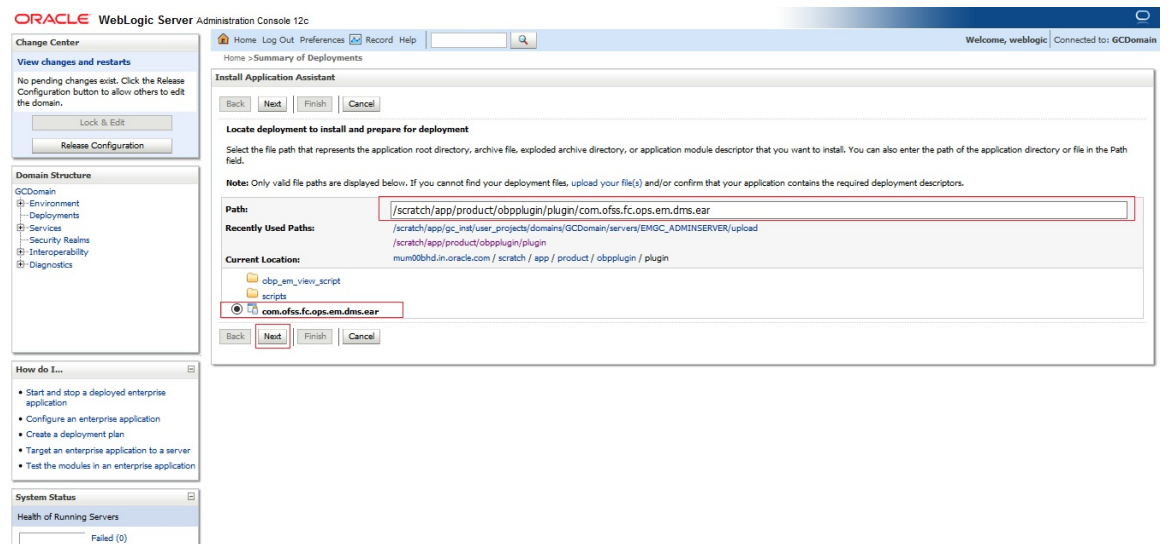 ORACLE WebLogic Server Administration Console 12c
Change Center
View changes and restarts
No pending changes exist. Click the Release
Configuration button to allow others to edit
the domain.
Lock & Edit
Release Configuration
Domain Structure
GCDomain
Environment
Deployments
Services
Security Realms
Interoperability
Diagnostics
How do I...
Start and stop a deployed enterprise
application
Configure an enterprise application
Create a deployment plan
Target an enterprise application to a server
Test the modules in an enterprise application
System Status
Health of Running Servers
Failed (0)
Home Log Out Preferences Record Help
Welcome, weblogic Connected to: GCDomain
Home >Summary of Deployments
Install Application Assistant
Back Next Finish Cancel
Locate deployment to install and prepare for deployment
Select the file path that represents the application root directory, archive file, exploded archive directory, or application module descriptor that you want to install. You can also enter the path of the application directory or file in the Path
field.
Note: Only valid file paths are displayed below. If you cannot find your deployment files, upload your file(s) and/or confirm that your application contains the required deployment descriptors.
Path: /scratch/app/product/obpplugin/plugin/com.ofss.fc.ops.em.dms.ear
Recently Used Paths: /scratch/app/gc_inst/user_projects/domains/GCDomain/servers/EMGC_ADMINSERVER/upload
/scratch/app/product/obpplugin/plugin
Current Location: mum00bhd.in.oracle.com / scratch / app / product / obpplugin / plugin
obp_em_view_script
scripts
com.ofss.fc.ops.em.dms.ear
Back Next Finish Cancel